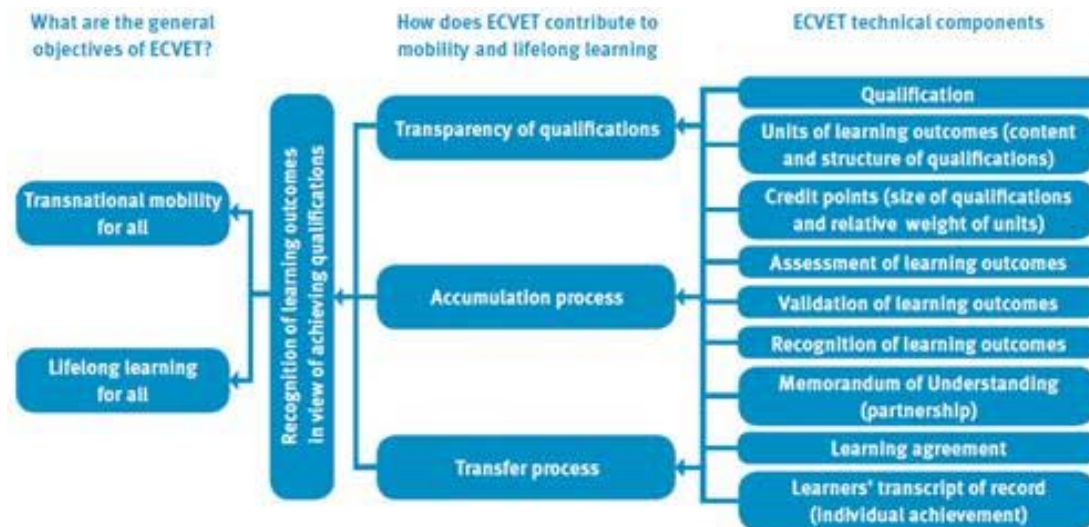 What are the general
objectives of ECVET?
How does ECVET contribute to
mobility and lifelong learning
ECVET technical components
Transnational mobility
for all
Lifelong learning
for all
Recognition of learning outcomes
in view of achieving qualifications
Transparency of qualifications
Accumulation process
Transfer process
Qualification
Units of learning outcomes (content
and structure of qualifications)
Credit points (size of qualifications
and relative weight of units)
Assessment of learning outcomes
Validation of learning outcomes
Recognition of learning outcomes
Memorandum of Understanding
(partnership)
Learning agreement
Learners' transcript of record
(individual achievement)